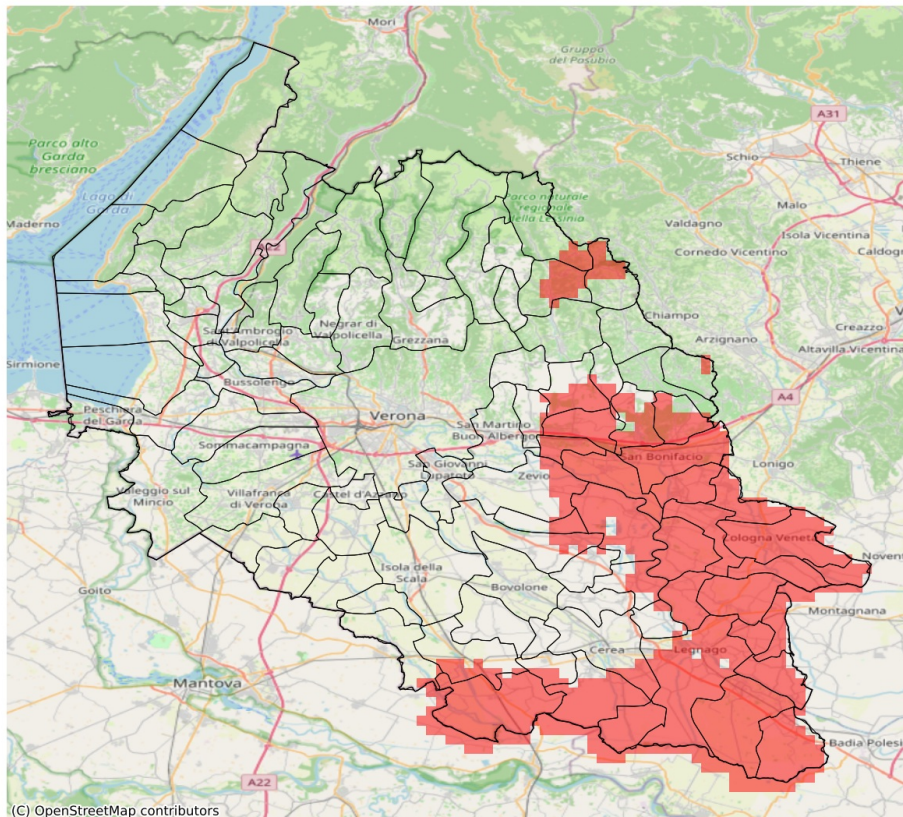 Mori
Gruppo
del Pasubio
A31
Parco alto
Garda
bresciano
Schio
Thiene
Lago di
Garda
Parco naturale
regionale
della Lessinia
Malo
Maderno
Valdagno
Isola Vicentina
A22
Cornedo Vicentino
Caldog
Sant'Ambrogio
di Valpolicella
Negrar di
Valpolicella
Grezzana
Chiampo
Creazzo
Arzignano
Altavilla Vicentina
Sirmione
Bussolengo
A4
Peschiera
del Garda
Verona
San Martino
Buon Albergo
Sommacampagna
San Bonifacio
Lonigo
San Giovanni
Lupatoto
Zevio
Valeggio sul
Mincio
Villafranca
di Verona
Castel d'Azzano
Cologna Veneta
Novent
Isola della
Scala
Goito
Bovolone
Montagnana
Cerea
Legnago
Mantova
Badia Polesi
A22
(C) OpenStreetMap contributors